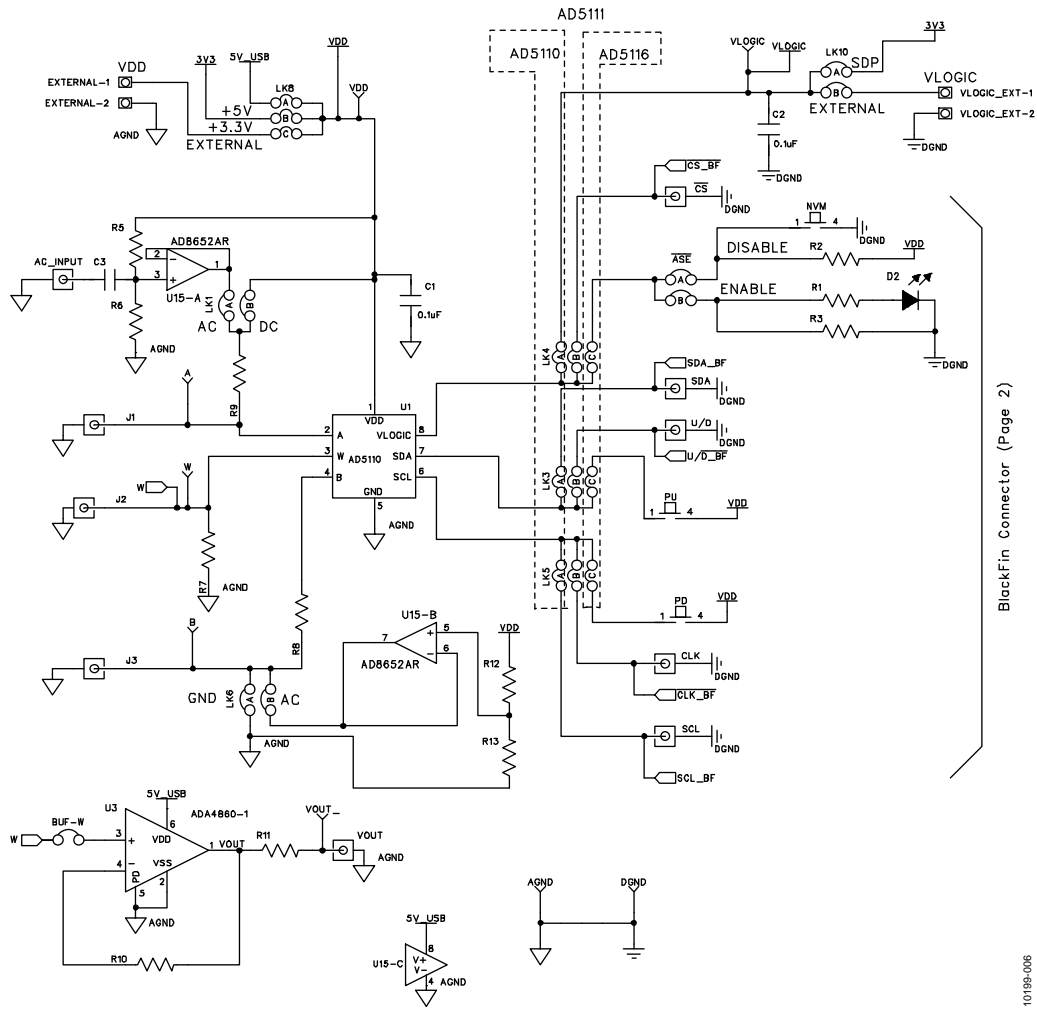 AD5111
AD5110
AD5116
VDD
EXTERNAL-1
EXTERNAL-2
AGND
3V3
5V_USB
LK8
A
+5V
B
+3.3V
C
EXTERNAL
VDD
VDD
VLOGIC
VLOGIC
LK10
A
SDP
3V3
B
EXTERNAL
VLOGIC
VLOGIC_EXT-1
VLOGIC_EXT-2
DGND
C2
0.1uF
DGND
CS_BF
CS
DGND
NVM
1 4
DGND
R5
AD8652AR
2
3
1
U15-A
AC_INPUT
C3
R6
AGND
LK1
A
B
AC
DC
C1
0.1uF
ASE
A
DISABLE
R2
VDD
B
ENABLE
R1
D2
R3
DGND
LK4
A
B
C
SDA_BF
SDA
DGND
U/D
DGND
U/D_BF
A
J1
R9
1
VDD
U1
2
A
VLOGIC
8
3
W
AD5110
SDA
7
4
B
SCL
6
GND
5
AGND
W
W
J2
R7
AGND
LK3
A
B
C
PU
1 4
VDD
LK5
A
B
C
PD
1 4
VDD
BlackFin Connector (Page 2)
B
J3
R8
GND
LK6
A
B
AC
AGND
U15-B
7
5
6
AD8652AR
VDD
R12
R13
CLK
DGND
CLK_BF
SCL
DGND
SCL_BF
U3
5V_USB
ADA4860-1
W
BUF-W
3
4
6
VDD
VSS
PD
5
2
1
VOUT
R11
VOUT_
VOUT
AGND
AGND
R10
5V_USB
8
V+
V-
U15-C
4
AGND
AGND
DGND
10199-006